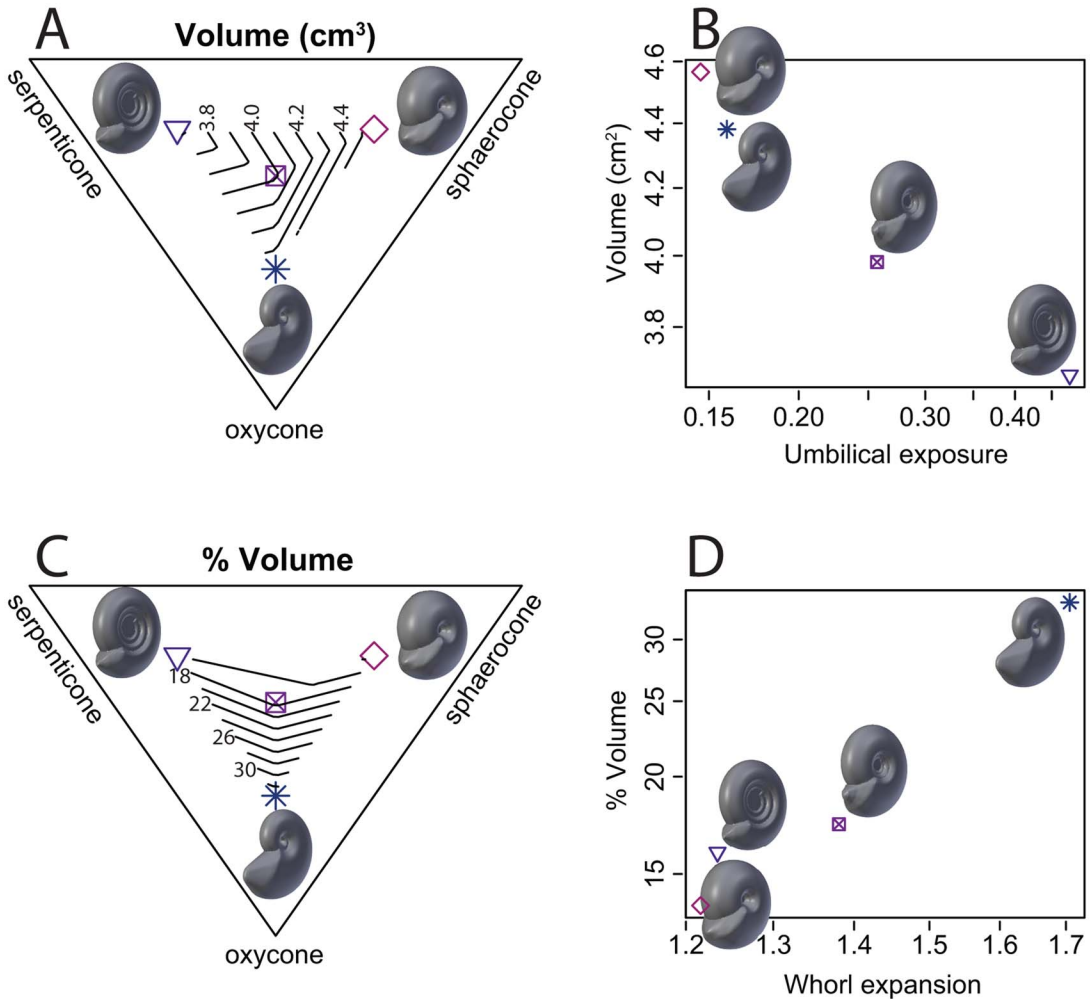 A
Volume (cm³)
serpenticone
sphaerocone
3.8
4.0
4.2
4.4
oxycone
B
Volume (cm²)
4.6
4.4
4.2
4.0
3.8
0.15
0.20
0.30
0.40
Umbilical exposure
C
% Volume
serpenticone
sphaerocone
18
22
26
30
oxycone
D
% Volume
30
25
20
15
1.2
1.3
1.4
1.5
1.6
1.7
Whorl expansion